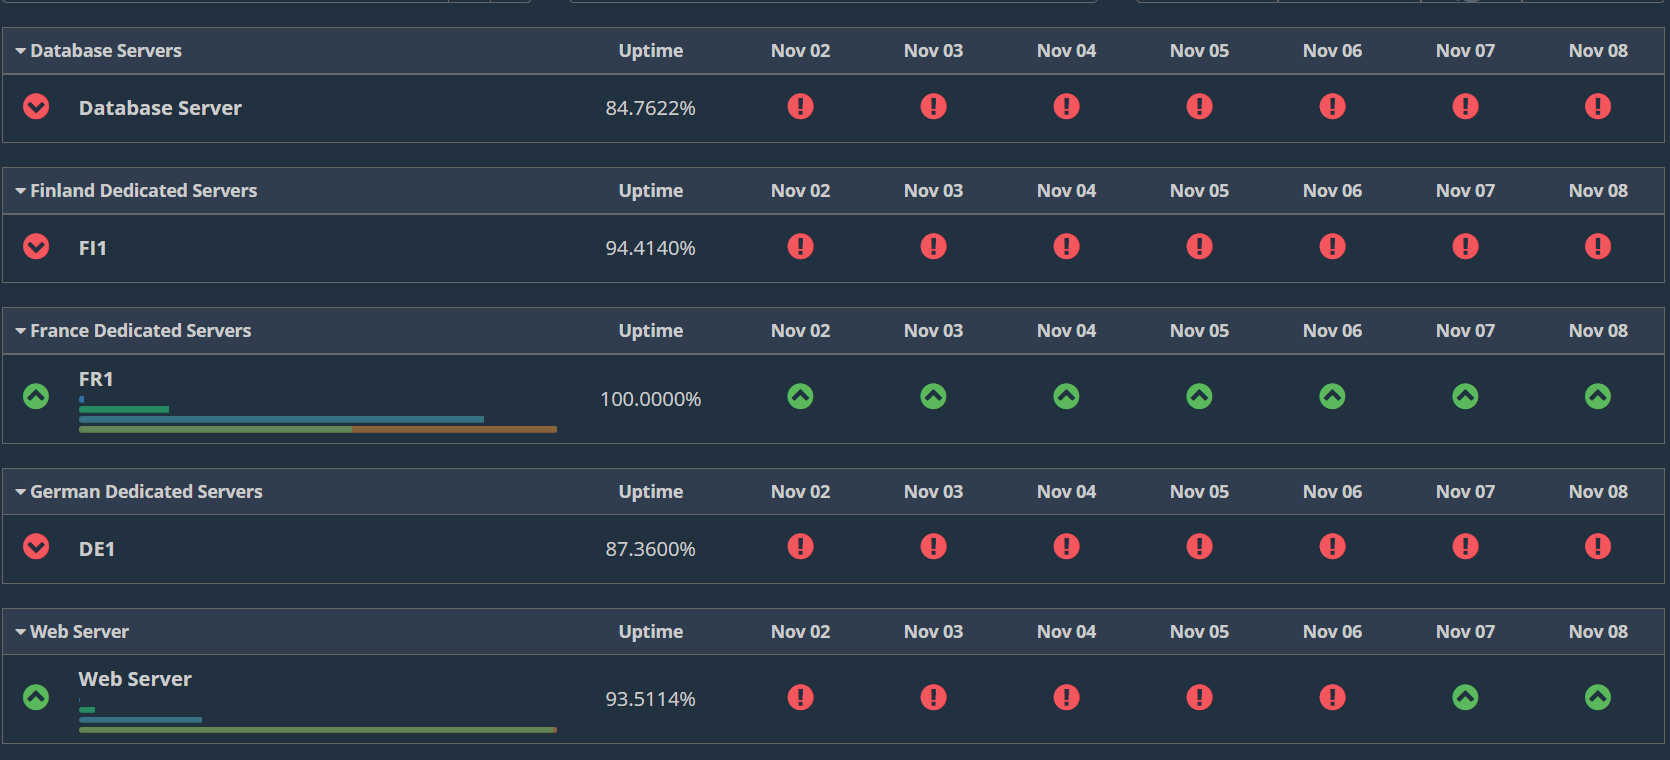 Database Servers Uptime Nov 02 Nov 03 Nov 04 Nov 05 Nov 06 Nov 07 Nov 08
Database Server 84.7622%
Finland Dedicated Servers Uptime Nov 02 Nov 03 Nov 04 Nov 05 Nov 06 Nov 07 Nov 08
FI1 94.4140%
France Dedicated Servers Uptime Nov 02 Nov 03 Nov 04 Nov 05 Nov 06 Nov 07 Nov 08
FR1 100.0000%
German Dedicated Servers Uptime Nov 02 Nov 03 Nov 04 Nov 05 Nov 06 Nov 07 Nov 08
DE1 87.3600%
Web Server Uptime Nov 02 Nov 03 Nov 04 Nov 05 Nov 06 Nov 07 Nov 08
Web Server 93.5114%